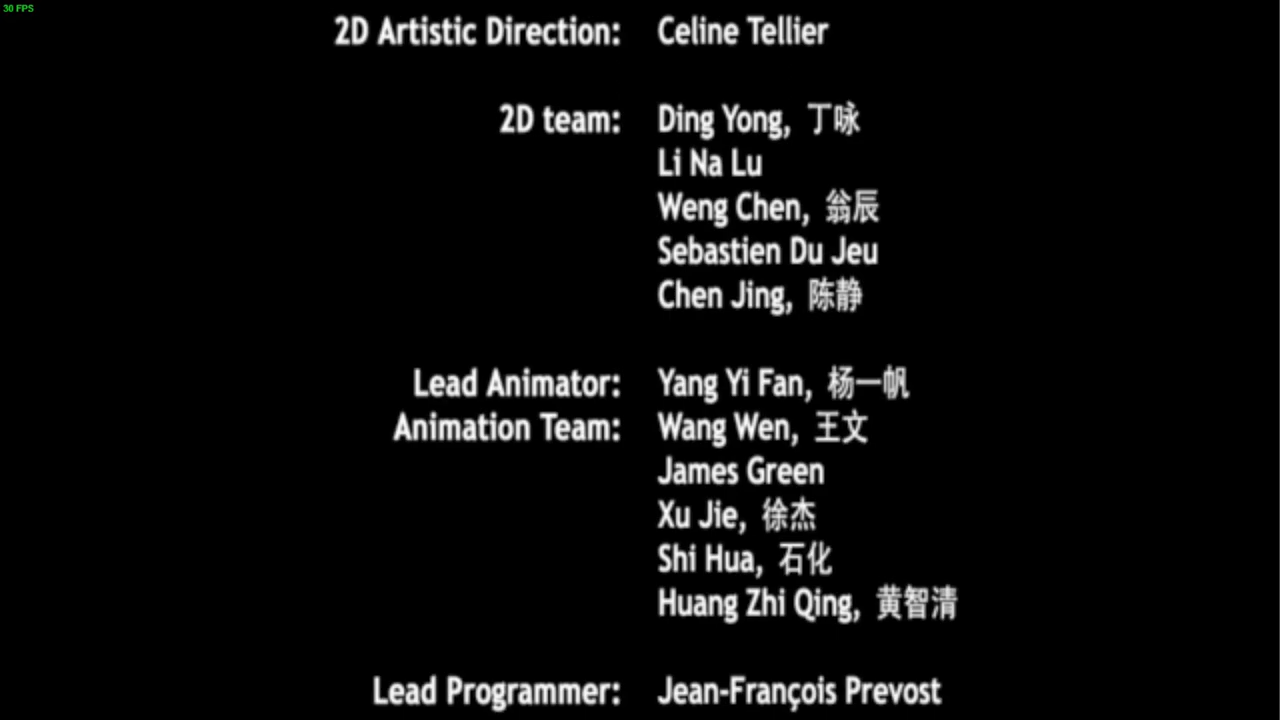 30 FPS
2D Artistic Direction: Celine Tellier
2D team: Ding Yong, 丁咏
Li Na Lu
Weng Chen, 翁辰
Sebastien Du Jeu
Chen Jing, 陈静
Lead Animator: Yang Yi Fan, 杨一帆
Animation Team: Wang Wen, 王文
James Green
Xu Jie, 徐杰
Shi Hua, 石化
Huang Zhi Qing, 黄智清
Lead Programmer: Jean-François Prevost